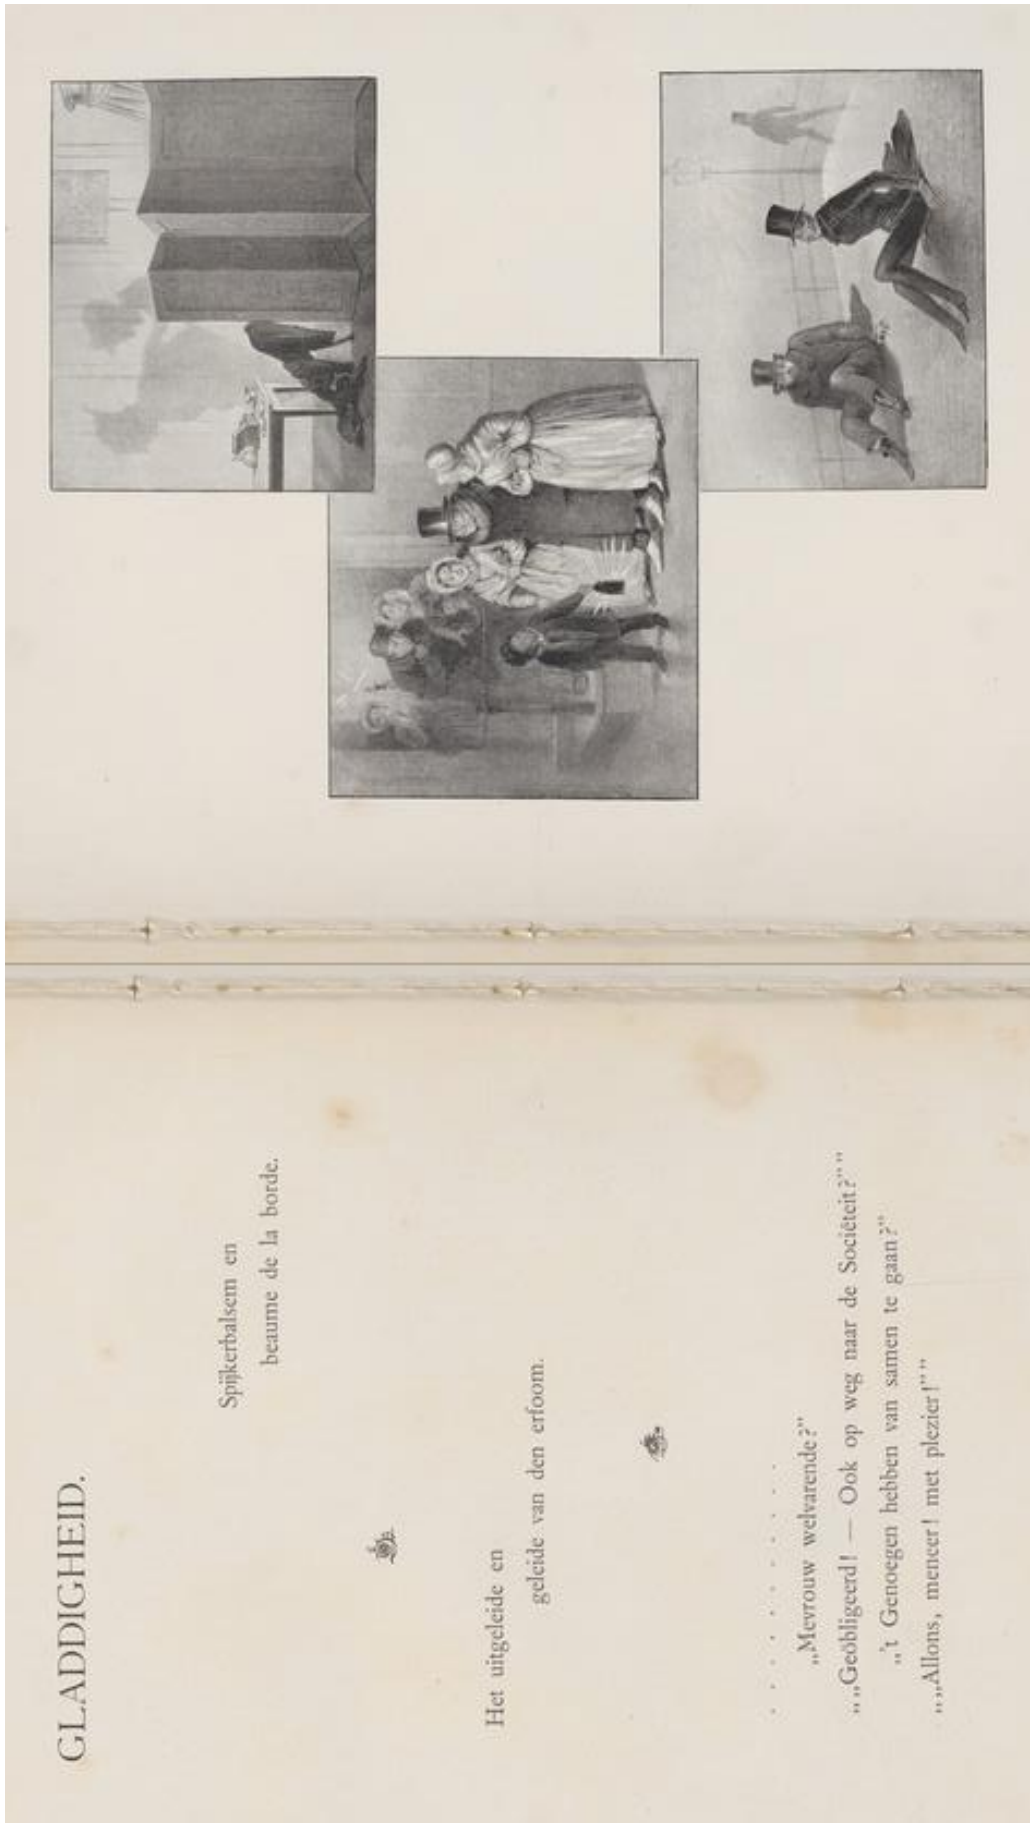 GLADDIGHEID.
Spijkerbalsem en
beaume de la borde.
Het uitgeleide en
geleide van den erfoom.
. . . . . . . . . .
„Mevrouw welvarende?”
„„Geöbligeerd! — Ook op weg naar de Sociëteit?””
„’t Genoegen hebben van samen te gaan?”
„„Allons, meneer! met plezier!””